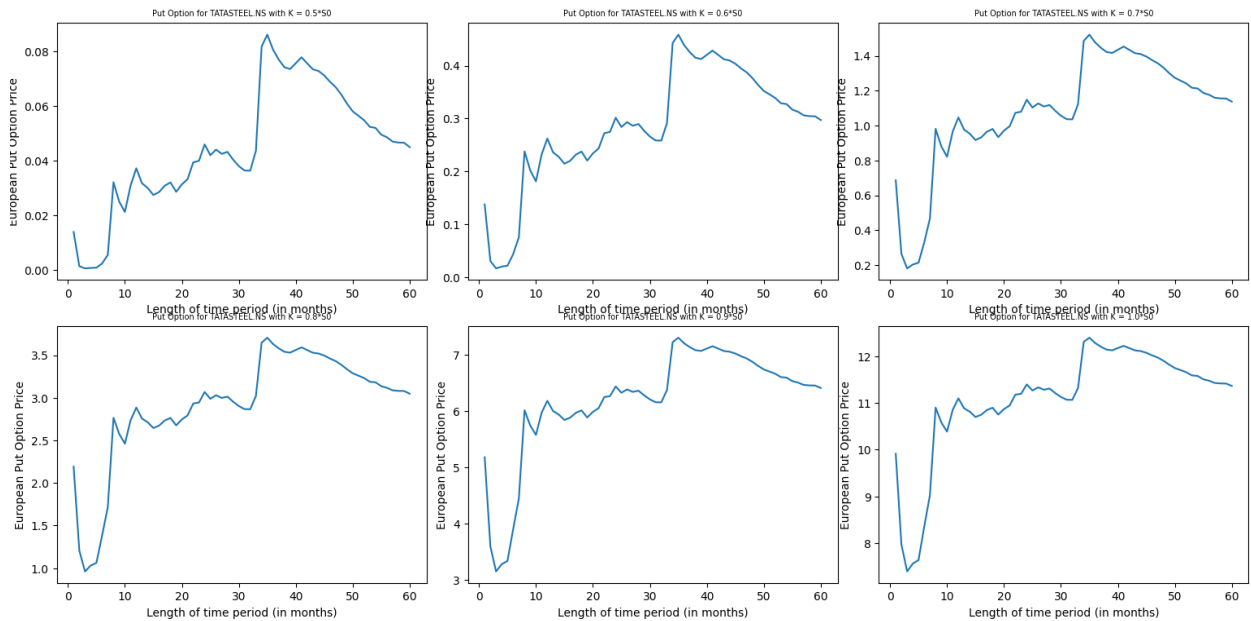 Put Option for TATASTEEL.NS with K = 0.5*S0
Put Option for TATASTEEL.NS with K = 0.6*S0
Put Option for TATASTEEL.NS with K = 0.7*S0
European Put Option Price
0.08
0.06
0.04
0.02
0.00
European Put Option Price
0.4
0.3
0.2
0.1
0.0
European Put Option Price
1.4
1.2
1.0
0.8
0.6
0.4
0.2
0 10 20 30 40 50 60
0 10 20 30 40 50 60
0 10 20 30 40 50 60
Length of time period (in months)
Length of time period (in months)
Length of time period (in months)
Put Option for TATASTEEL.NS with K = 0.8*S0
Put Option for TATASTEEL.NS with K = 0.9*S0
Put Option for TATASTEEL.NS with K = 1.0*S0
European Put Option Price
3.5
3.0
2.5
2.0
1.5
1.0
European Put Option Price
7
6
5
4
3
European Put Option Price
12
11
10
9
8
0 10 20 30 40 50 60
0 10 20 30 40 50 60
0 10 20 30 40 50 60
Length of time period (in months)
Length of time period (in months)
Length of time period (in months)